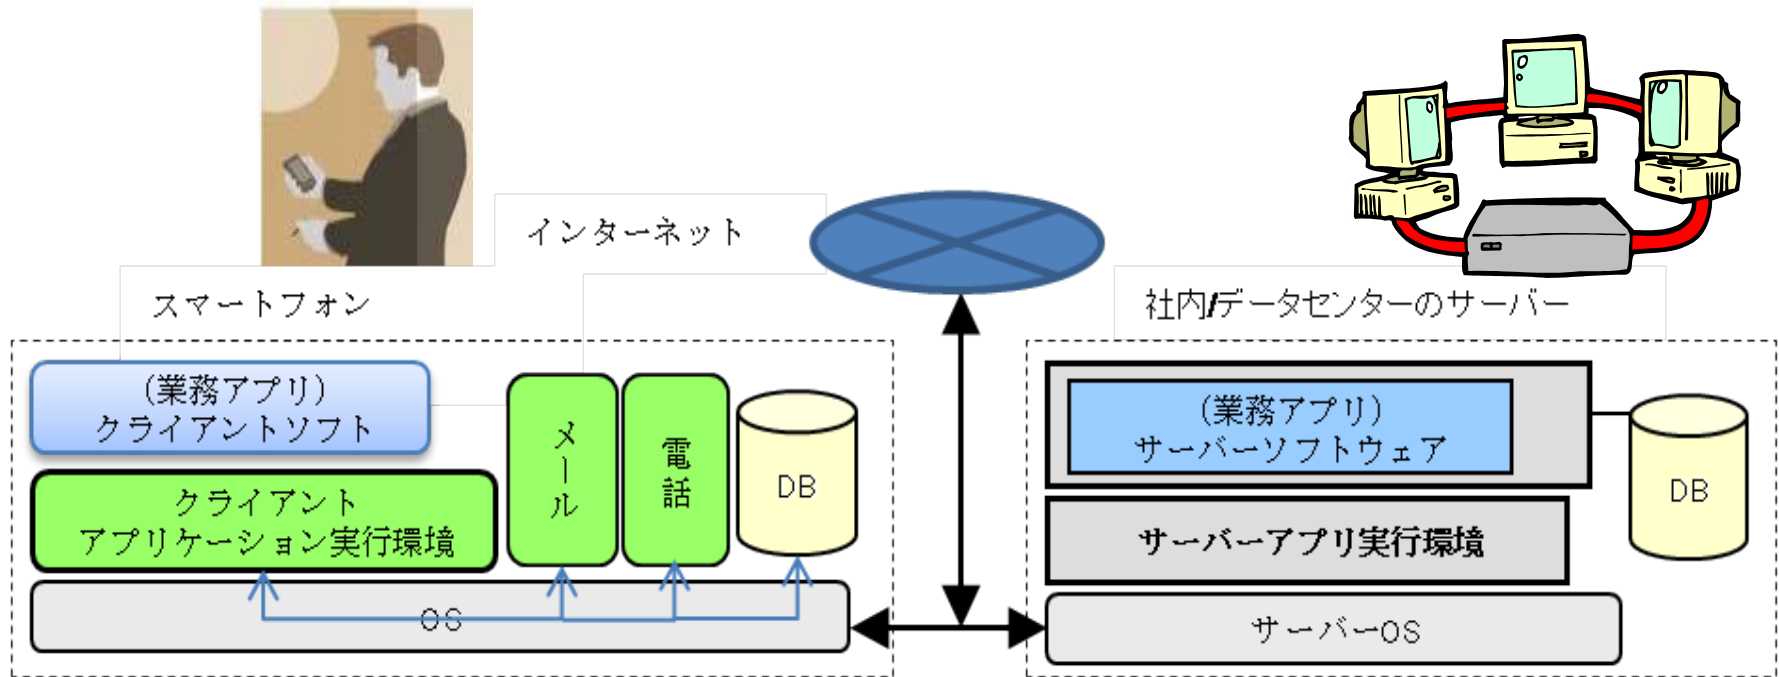 インターネット
スマートフォン
社内/データセンターのサーバー
(業務アプリ)
クライアントソフト
クライアント
アプリケーション実行環境
メール
電話
DB
OS
(業務アプリ)
サーバーソフトウェア
サーバーアプリ実行環境
DB
サーバーOS